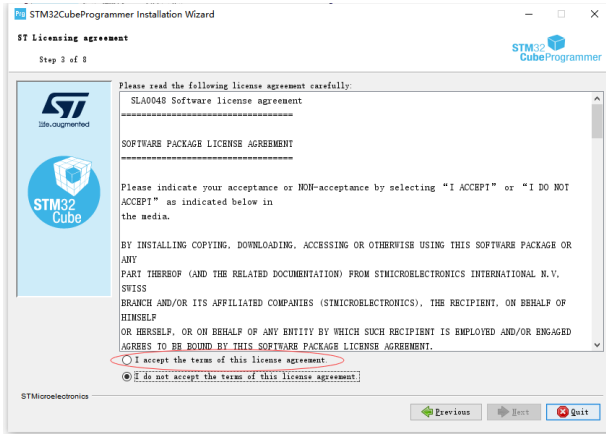 Prg STM32CubeProgrammer Installation Wizard
ST Licensing agreement
Step 3 of 8
STM32
CubeProgrammer
Please read the following license agreement carefully:
life.augmented
STM32
Cube
SLA0048 Software license agreement
==================================
SOFTWARE PACKAGE LICENSE AGREEMENT
==================================
Please indicate your acceptance or NON-acceptance by selecting “I ACCEPT” or “I DO NOT
ACCEPT” as indicated below in
the media.
BY INSTALLING COPYING, DOWNLOADING, ACCESSING OR OTHERWISE USING THIS SOFTWARE PACKAGE OR
ANY
PART THEREOF (AND THE RELATED DOCUMENTATION) FROM STMICROELECTRONICS INTERNATIONAL N.V,
SWISS
BRANCH AND/OR ITS AFFILIATED COMPANIES (STMICROELECTRONICS), THE RECIPIENT, ON BEHALF OF
HIMSELF
OR HERSELF, OR ON BEHALF OF ANY ENTITY BY WHICH SUCH RECIPIENT IS EMPLOYED AND/OR ENGAGED
AGREES TO BE BOUND BY THIS SOFTWARE PACKAGE LICENSE AGREEMENT.
I accept the terms of this license agreement.
I do not accept the terms of this license agreement.
STMicroelectronics
Previous
Next
Quit